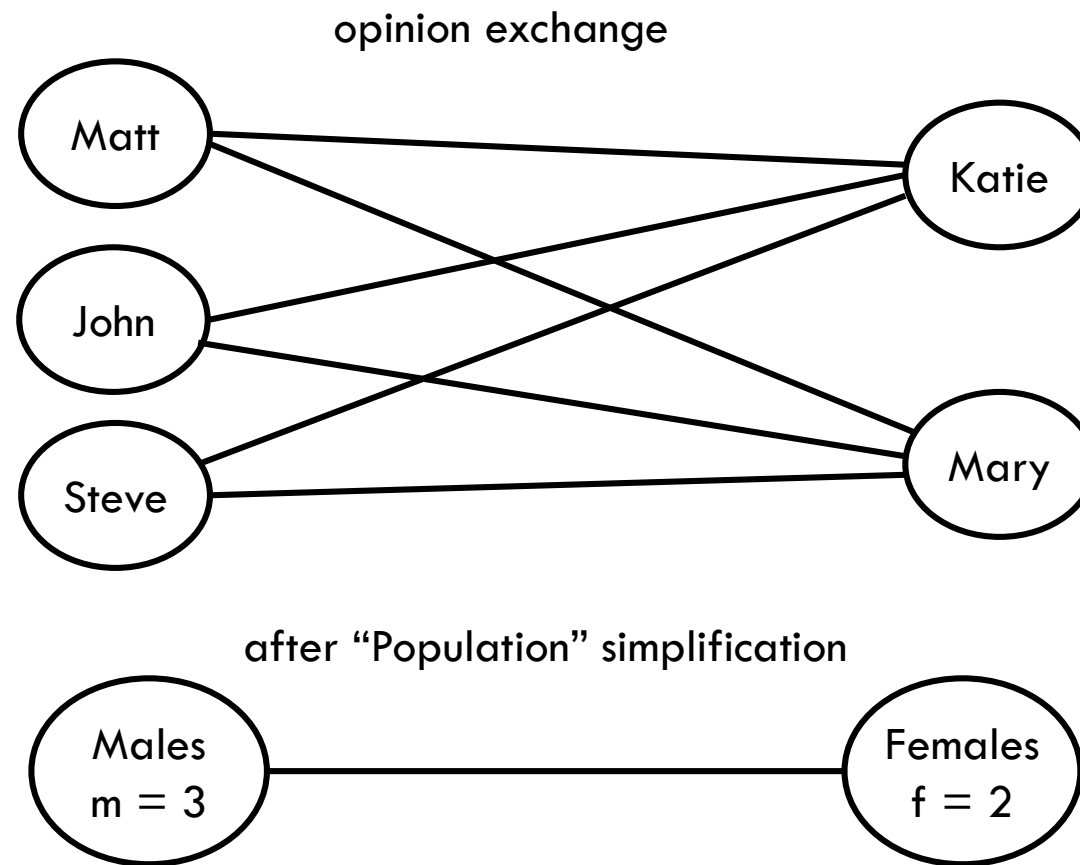 opinion exchange
Matt
Katie
John
Mary
Steve
after “Population” simplification
Males
m = 3
Females
f = 2